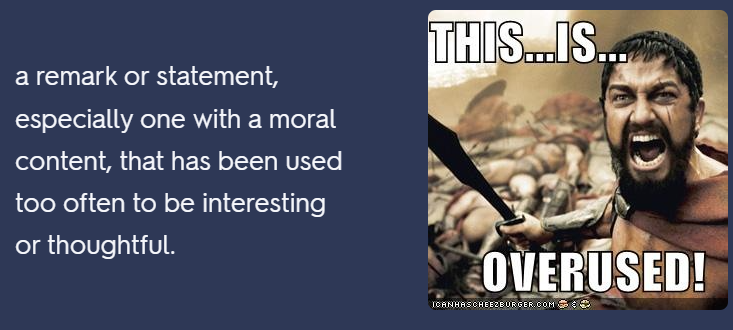 a remark or statement,
especially one with a moral
content, that has been used
too often to be interesting
or thoughtful.
THIS...IS...
OVERUSED!
ICANHASCHEEZBURGER.COM